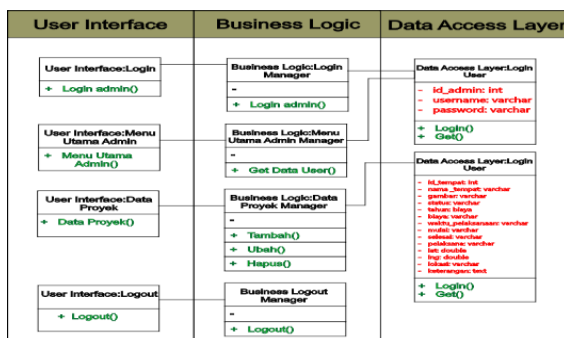 User Interface
Business Logic
Data Access Layer
User Interface:Login
+ Login admin()
Business Logic:Login
Manager
-
+ Login admin()
Data Access Layer:Login
User
- id_admin: int
- username: varchar
- password: varchar
+ Login()
+ Get()
User Interface:Menu
Utama Admin
+ Menu Utama
Admin()
Business Logic:Menu
Utama Admin Manager
-
+ Get Data User()
Data Access Layer:Login
User
- id_tempat: int
- nama_tempat: varchar
- gambar: varchar
- status: varchar
- tahun: biaya
- biaya: varchar
- waktu_pelaksanaan: varchar
- mulai: varchar
- selesai: varchar
- pelaksana: varchar
- lat: double
- lng: double
- lokasi: varchar
- keterangan: text
+ Login()
+ Get()
User Interface:Data
Proyek
+ Data Proyek()
Business Logic:Data
Proyek Manager
-
+ Tambah()
+ Ubah()
+ Hapus()
User Interface:Logout
+ Logout()
Business Logout
Manager
-
+ Logout()